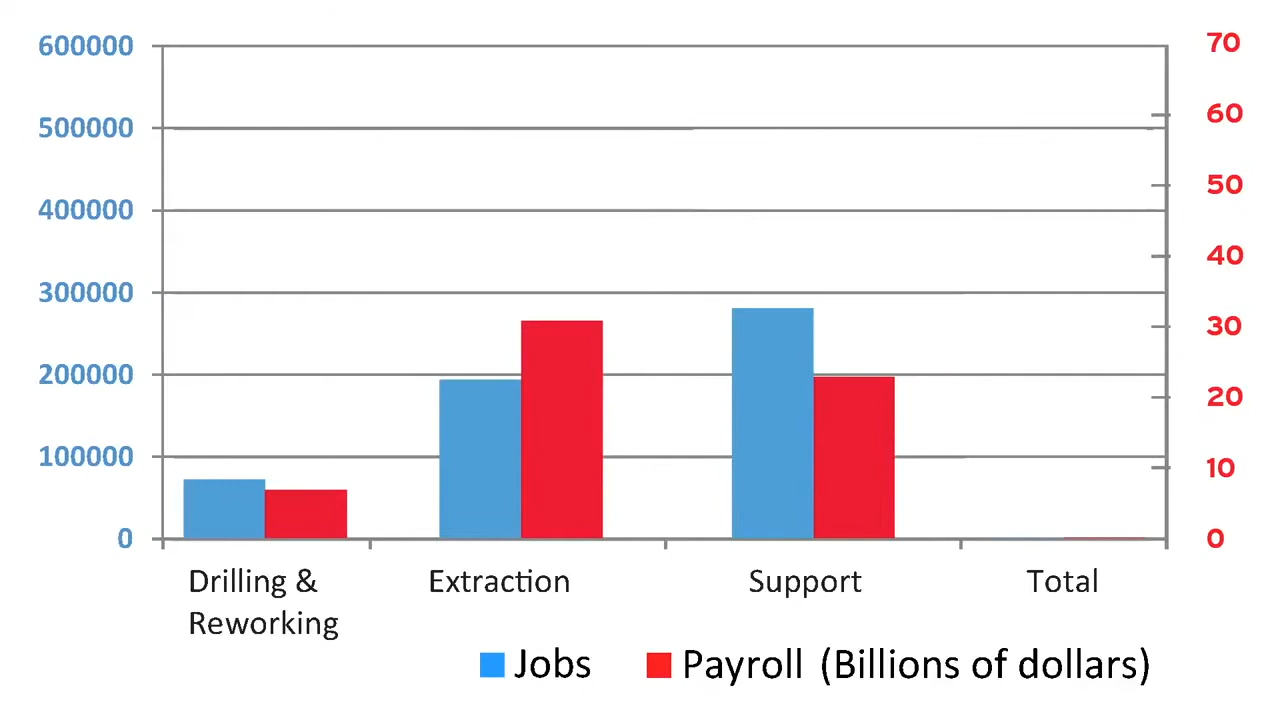 600000
500000
400000
300000
200000
100000
0
70
60
50
40
30
20
10
0
Drilling &
Reworking
Extraction
Support
Total
Jobs
Payroll (Billions of dollars)